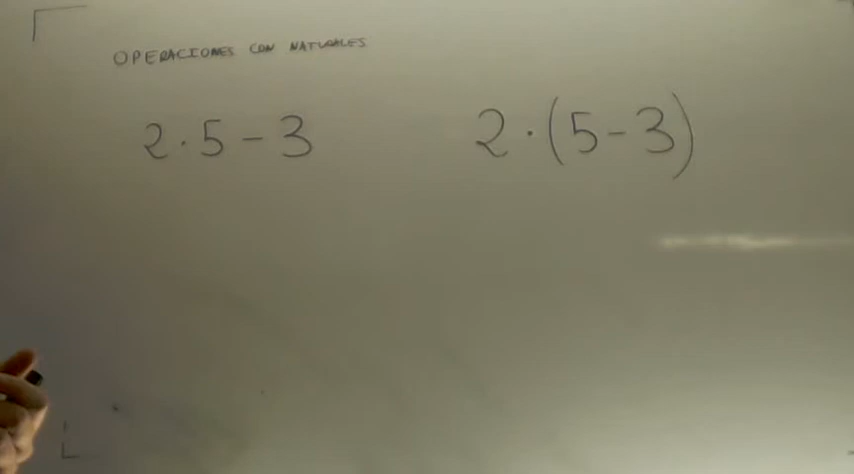 OPERACIONES CON NATURALES
2 · 5 - 3
2 · (5 - 3)